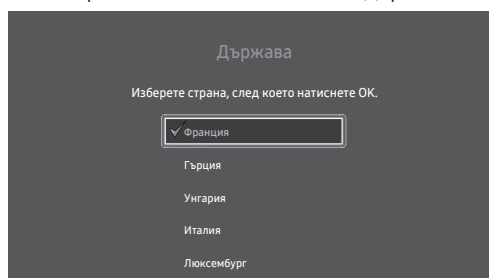 Държава
Изберете страна, след което натиснете OK.
Франция
Гърция
Унгария
Италия
Люксембург